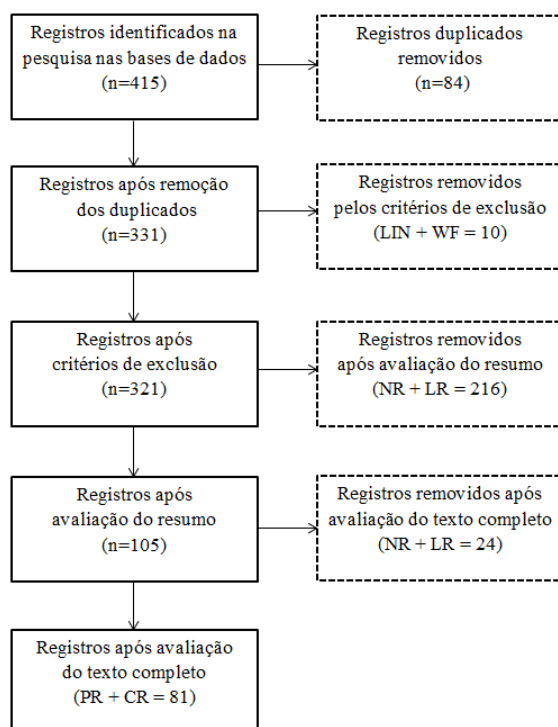 Registros identificados na
pesquisa nas bases de dados
(n=415)
Registros duplicados
removidos
(n=84)
Registros após remoção
dos duplicados
(n=331)
Registros removidos
pelos critérios de exclusão
(LIN + WF = 10)
Registros após
critérios de exclusão
(n=321)
Registros removidos
após avaliação do resumo
(NR + LR = 216)
Registros após
avaliação do resumo
(n=105)
Registros removidos após
avaliação do texto completo
(NR + LR = 24)
Registros após avaliação
do texto completo
(PR + CR = 81)